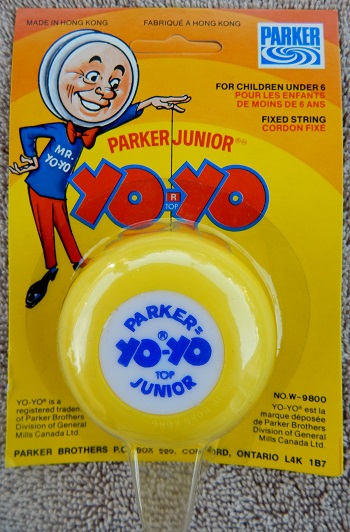 MADE IN HONG KONG
FABRIQUÉ A HONG KONG
PARKER
FOR CHILDREN UNDER 6
POUR LES ENFANTS
DE MOINS DE 6 ANS
FIXED STRING
CORDON FIXÉ
PARKER JUNIOR
MR.
YO-YO
YO-YO
R
TOP
PARKER
YO-YO
®
TOP
JUNIOR
NO. W-9800
YO-YO® is a
registered
of Parker Brothers
Division of General
Mills Canada Ltd.
YO-YO® est la
marque déposée
de Parker Brothers
Division of General
Mills Canada Ltd.
PARKER BROTHERS P.O. BOX ONTARIO L4K 1B7